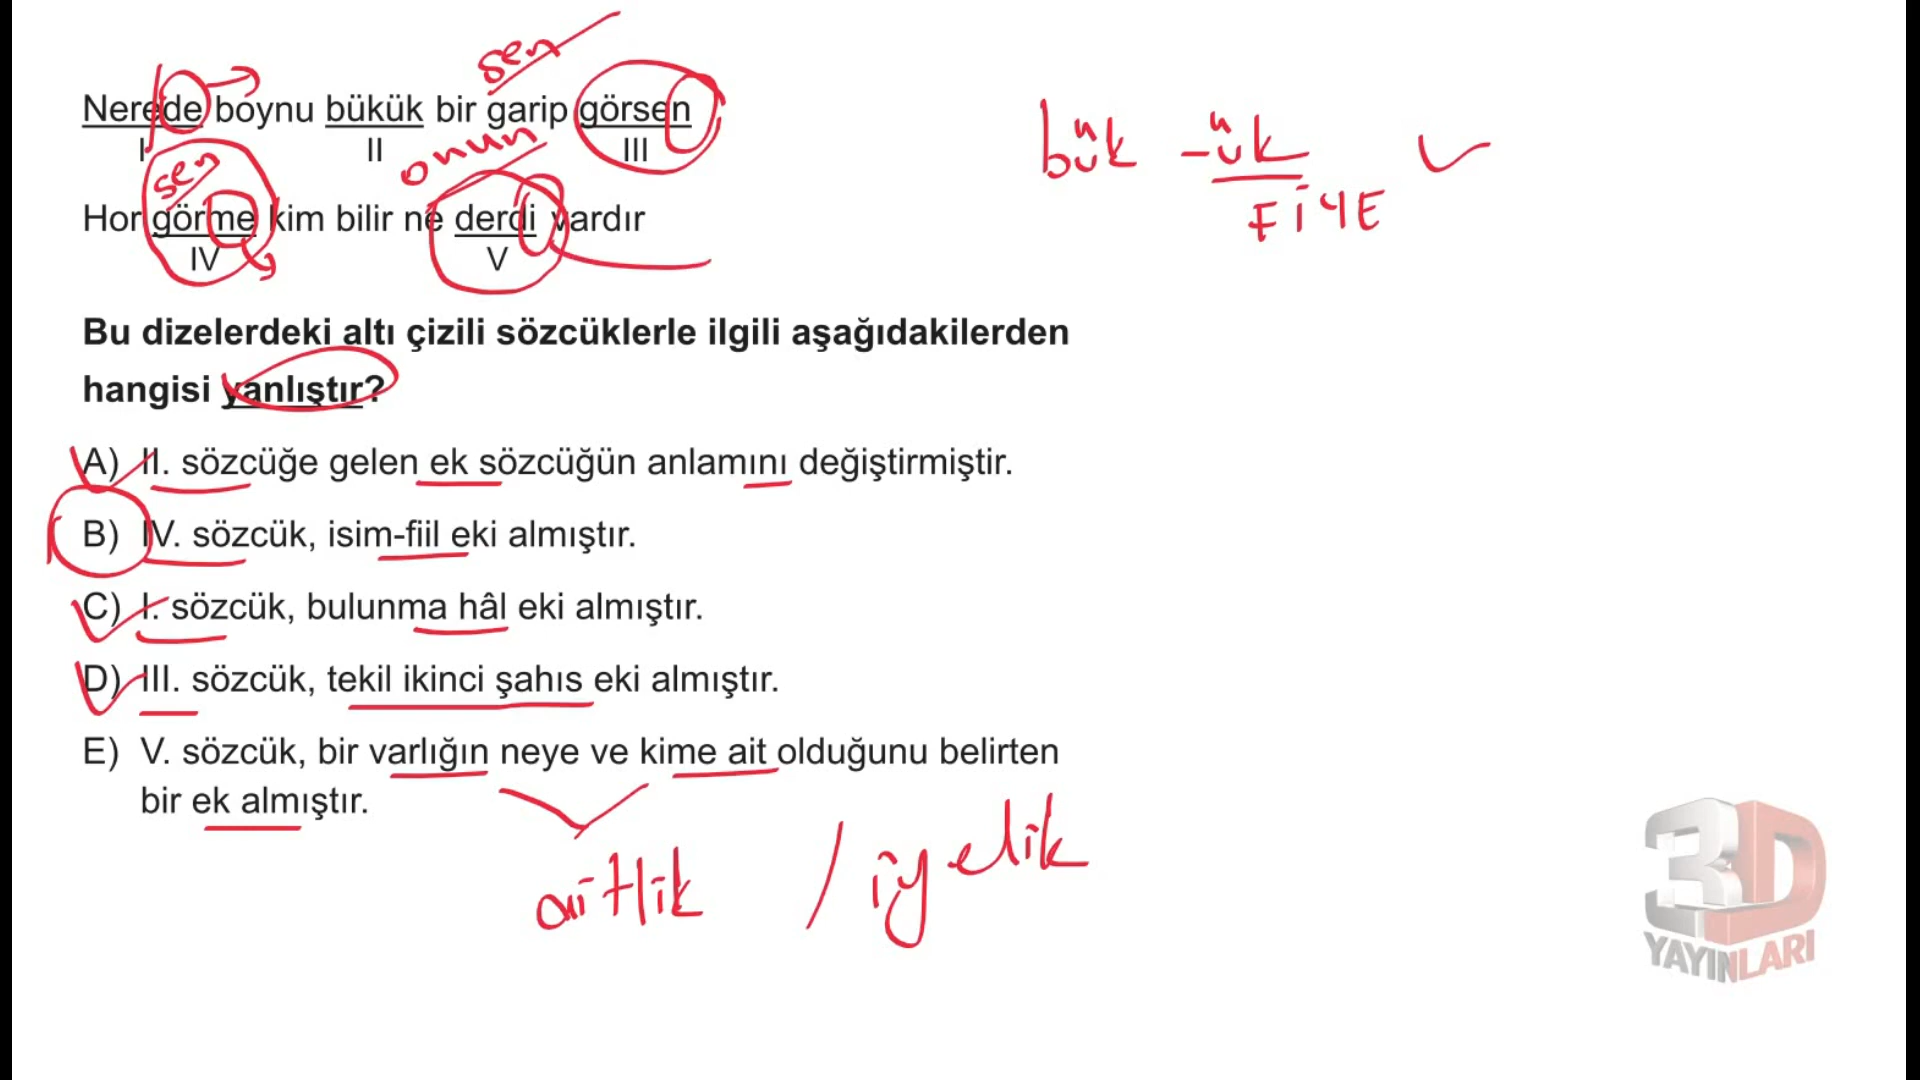 sen
Nerede boynu bükük bir garip görsen
I II III
bük -ük
FİYE
sen onun
Hor görme kim bilir ne derdi vardır
IV V
Bu dizelerdeki altı çizili sözcüklerle ilgili aşağıdakilerden
hangisi yanlıştır?
A) II. sözcüğe gelen ek sözcüğün anlamını değiştirmiştir.
B) IV. sözcük, isim-fiil eki almıştır.
C) I. sözcük, bulunma hâl eki almıştır.
D) III. sözcük, tekil ikinci şahıs eki almıştır.
E) V. sözcük, bir varlığın neye ve kime ait olduğunu belirten
bir ek almıştır.
aitlik / iyelik
3D
YAYINLARI